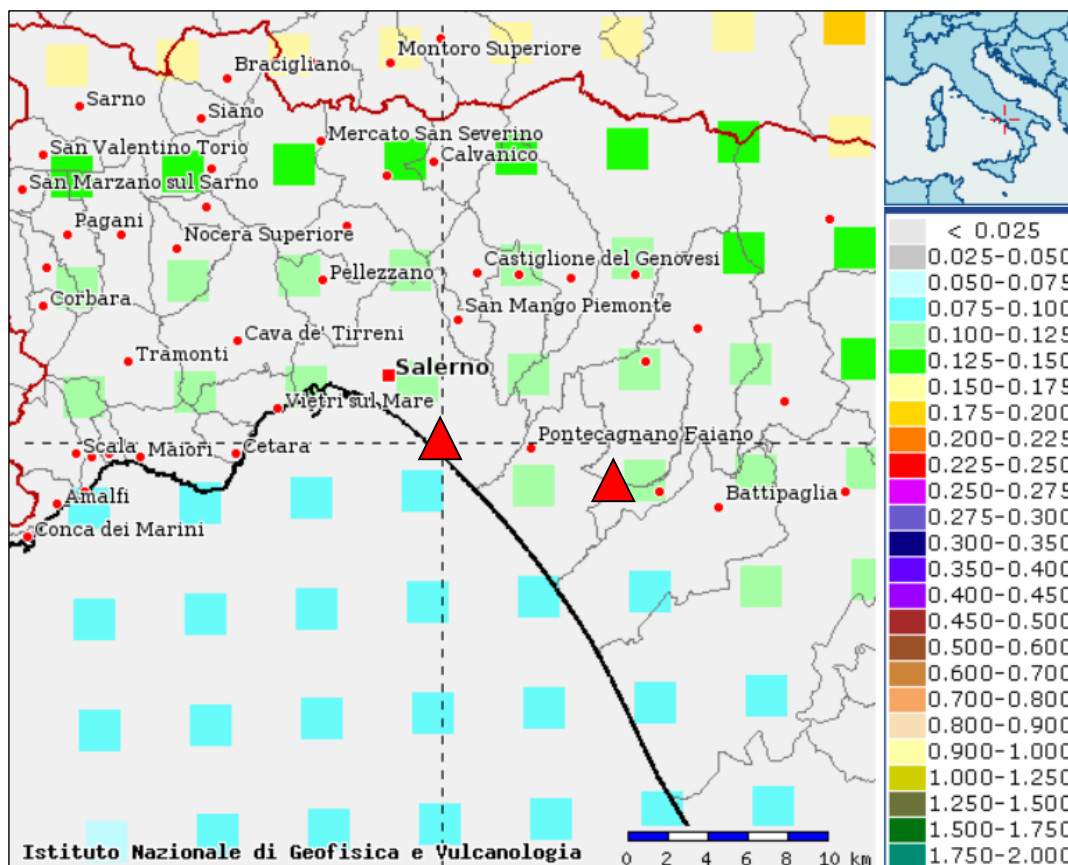 Montoro Superiore
Bracigliano
Sarno
Siano
Mercato San Severino
San Valentino Torio
Calvanico
San Marzano sul Sarno
Pagani
Nocera Superiore
Castiglione del Genovesi
Pellezzano
Corbara
San Mango Piemonte
Cava de' Tirreni
Tramonti
Salerno
Vietri sul Mare
Pontecagnano Faiano
Scala
Maiori
Cetara
Amalfi
Battipaglia
Conca dei Marini
Istituto Nazionale di Geofisica e Vulcanologia
0 2 4 6 8 10 km
< 0.025
0.025-0.050
0.050-0.075
0.075-0.100
0.100-0.125
0.125-0.150
0.150-0.175
0.175-0.200
0.200-0.225
0.225-0.250
0.250-0.275
0.275-0.300
0.300-0.350
0.350-0.400
0.400-0.450
0.450-0.500
0.500-0.600
0.600-0.700
0.700-0.800
0.800-0.900
0.900-1.000
1.000-1.250
1.250-1.500
1.500-1.750
1.750-2.000